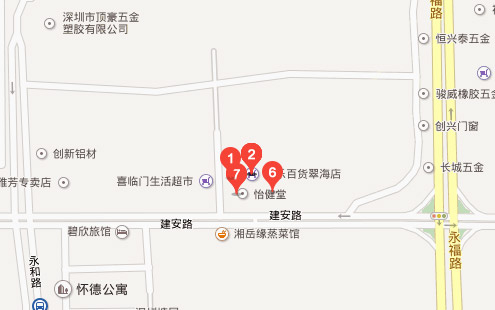 深圳市顶豪五金
塑胶有限公司
永福路
恒兴泰五金
骏威橡胶五金
创兴门窗
创新铝材
长城五金
1
2
7
6
雅芳专卖店
喜临门生活超市
百货翠海店
怡健堂
建安路
建安路
碧欣旅馆
湘岳缘蒸菜馆
永福路
永和路
怀德公寓